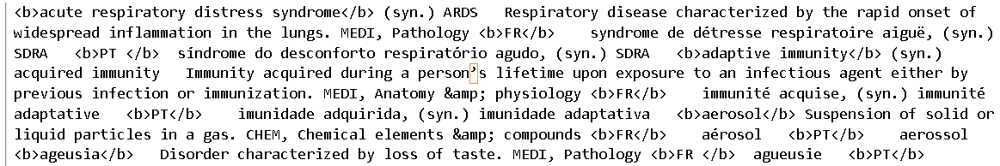 <b>acute respiratory distress syndrome</b> (syn.) ARDS   Respiratory disease characterized by the rapid onset of
widespread inflammation in the lungs. MEDI, Pathology <b>FR</b>    syndrome de détresse respiratoire aiguë, (syn.)
SDRA   <b>PT </b>  síndrome do desconforto respiratório agudo, (syn.) SDRA   <b>adaptive immunity</b> (syn.)
acquired immunity   Immunity acquired during a person’s lifetime upon exposure to an infectious agent either by
previous infection or immunization. MEDI, Anatomy &amp; physiology <b>FR</b>    immunité acquise, (syn.) immunité
adaptative   <b>PT</b>    imunidade adquirida, (syn.) imunidade adaptativa   <b>aerosol</b> Suspension of solid or
liquid particles in a gas. CHEM, Chemical elements &amp; compounds <b>FR</b>    aérosol   <b>PT</b>    aerossol
<b>ageusia</b>   Disorder characterized by loss of taste. MEDI, Pathology <b>FR </b>  agueusie   <b>PT</b>